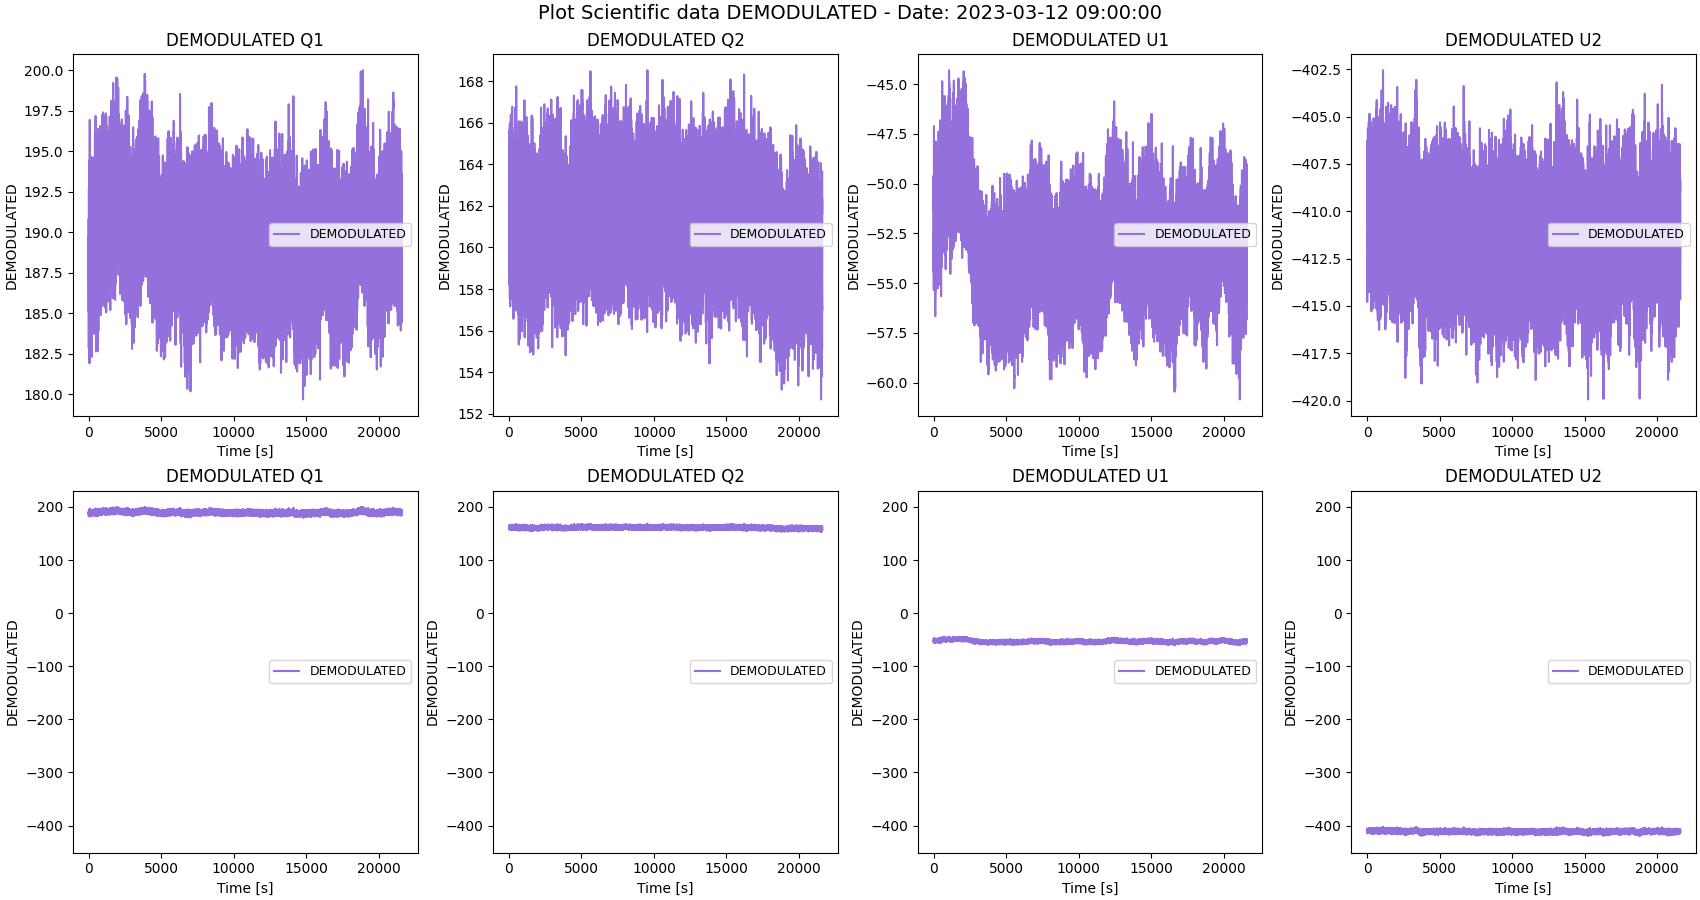 Plot Scientific data DEMODULATED - Date: 2023-03-12 09:00:00
DEMODULATED Q1
DEMODULATED
200.0
197.5
195.0
192.5
190.0
187.5
185.0
182.5
180.0
DEMODULATED
0 5000 10000 15000 20000
Time [s]
DEMODULATED Q2
DEMODULATED
168
166
164
162
160
158
156
154
152
DEMODULATED
0 5000 10000 15000 20000
Time [s]
DEMODULATED U1
DEMODULATED
−45.0
−47.5
−50.0
−52.5
−55.0
−57.5
−60.0
DEMODULATED
0 5000 10000 15000 20000
Time [s]
DEMODULATED U2
DEMODULATED
−402.5
−405.0
−407.5
−410.0
−412.5
−415.0
−417.5
−420.0
DEMODULATED
0 5000 10000 15000 20000
Time [s]
DEMODULATED Q1
DEMODULATED
200
100
0
−100
−200
−300
−400
DEMODULATED
0 5000 10000 15000 20000
Time [s]
DEMODULATED Q2
DEMODULATED
200
100
0
−100
−200
−300
−400
DEMODULATED
0 5000 10000 15000 20000
Time [s]
DEMODULATED U1
DEMODULATED
200
100
0
−100
−200
−300
−400
DEMODULATED
0 5000 10000 15000 20000
Time [s]
DEMODULATED U2
DEMODULATED
200
100
0
−100
−200
−300
−400
DEMODULATED
0 5000 10000 15000 20000
Time [s]